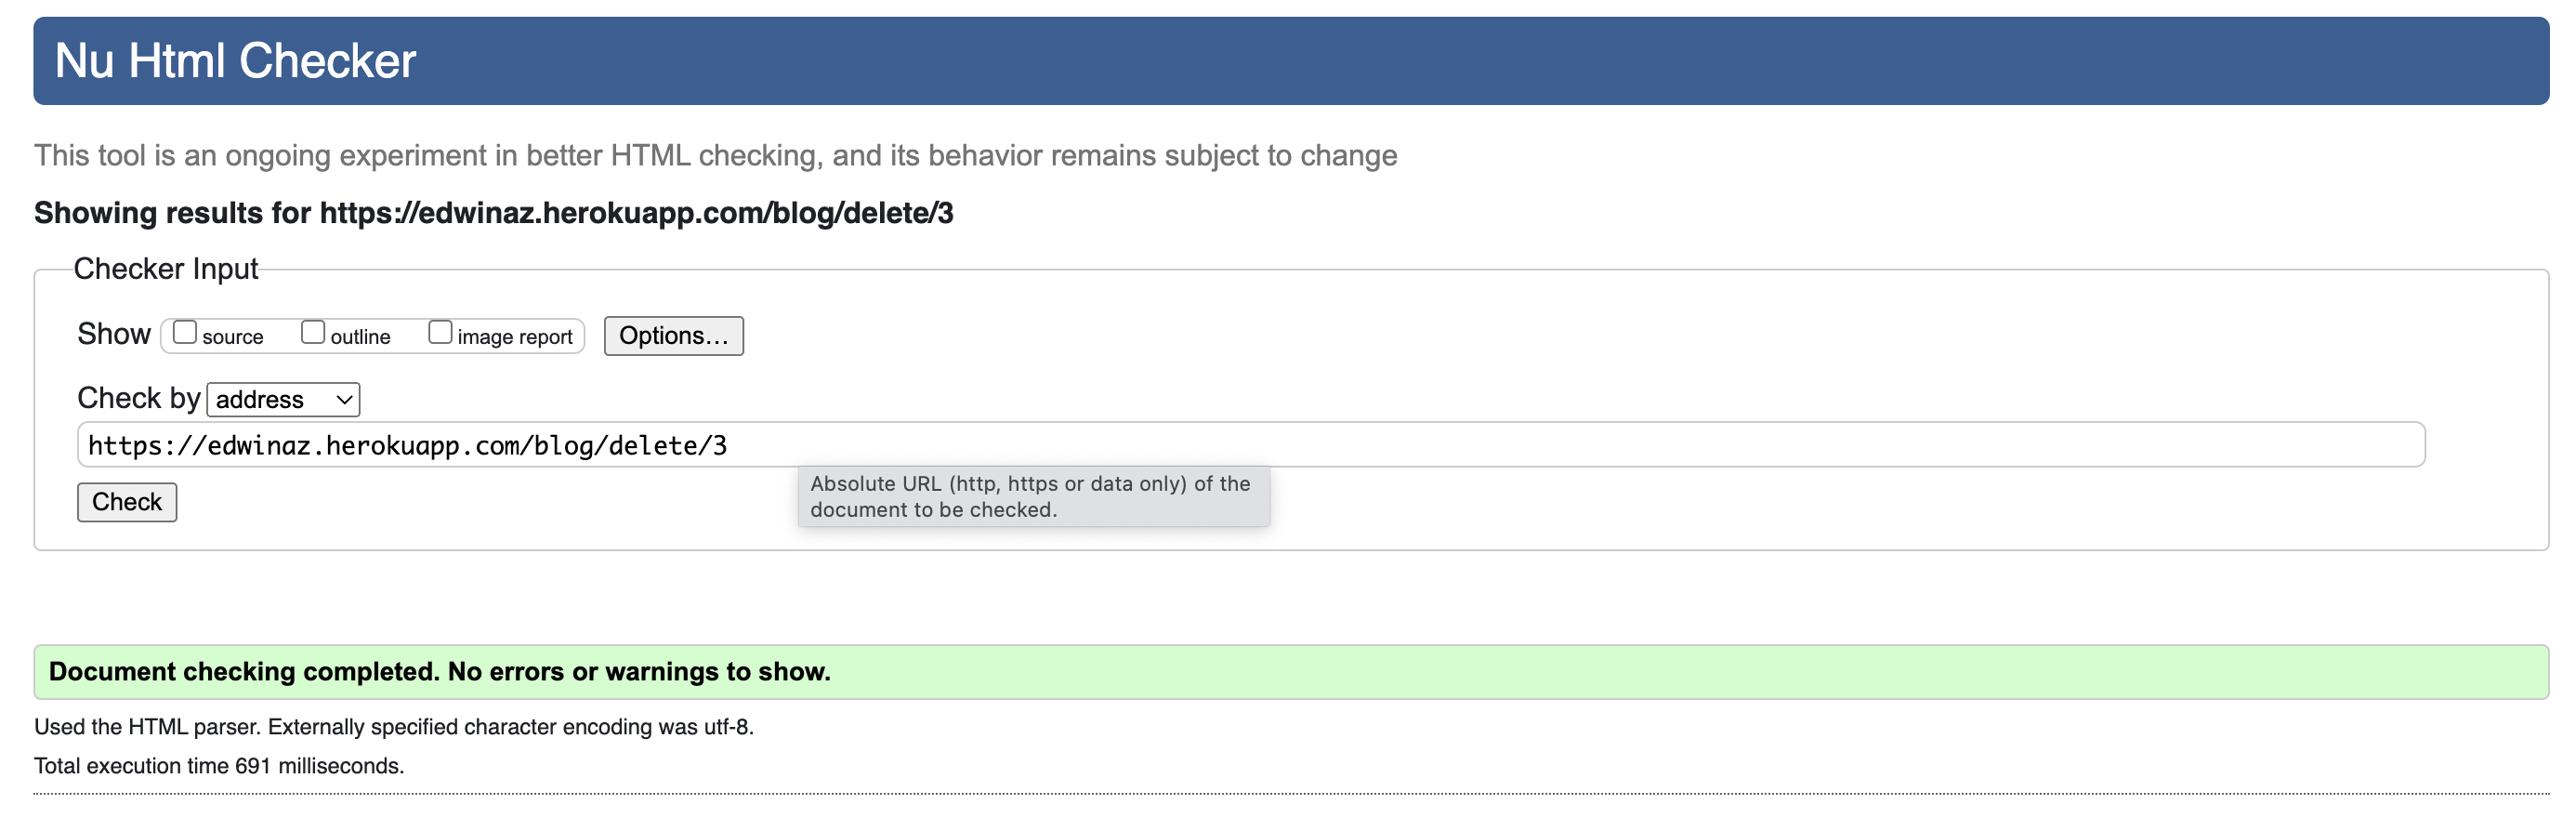 Nu Html Checker
This tool is an ongoing experiment in better HTML checking, and its behavior remains subject to change
Showing results for https://edwinaz.herokuapp.com/blog/delete/3
Checker Input
Show source outline image report Options...
Check by address
https://edwinaz.herokuapp.com/blog/delete/3
Absolute URL (http, https or data only) of the
document to be checked.
Check
Document checking completed. No errors or warnings to show.
Used the HTML parser. Externally specified character encoding was utf-8.
Total execution time 691 milliseconds.